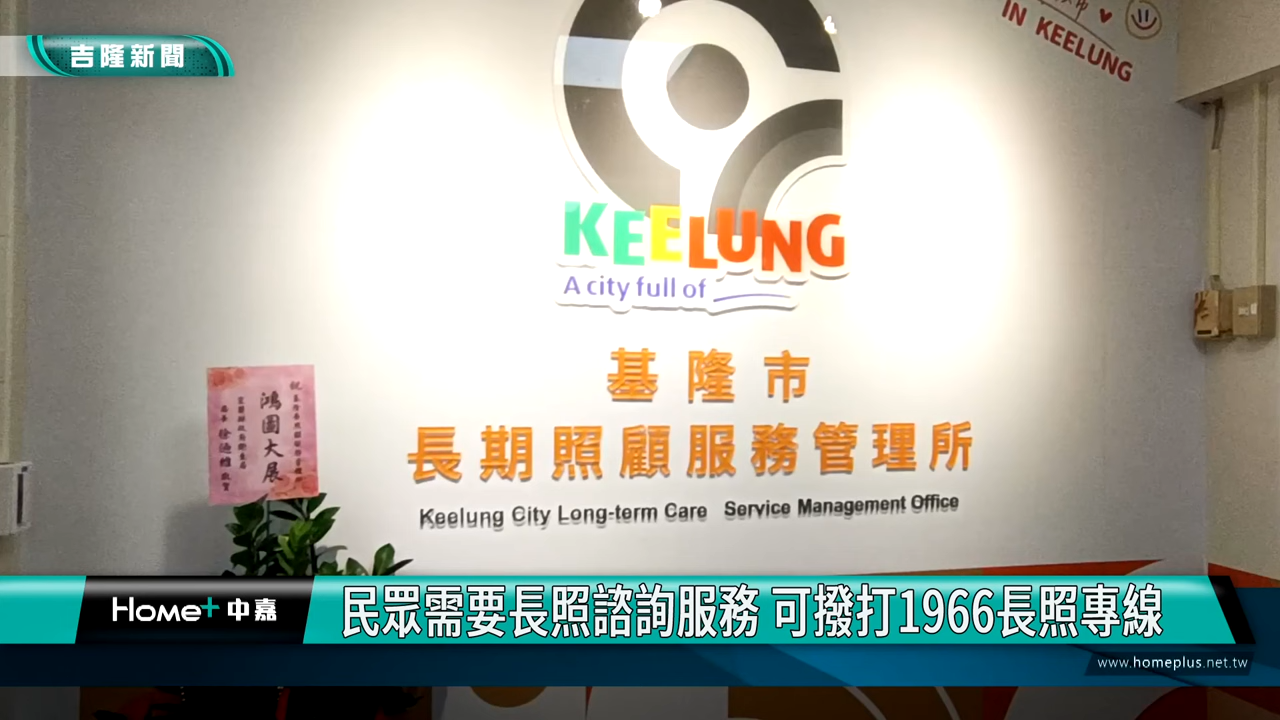 吉隆新聞
IN KEELUNG
KEELUNG
A city full of
基隆市
長期照顧服務管理所
Keelung City Long-term Care Service Management Office
祝
鴻圖大展
Home+中嘉
民眾需要長照諮詢服務 可撥打1966長照專線
www.homeplus.net.tw